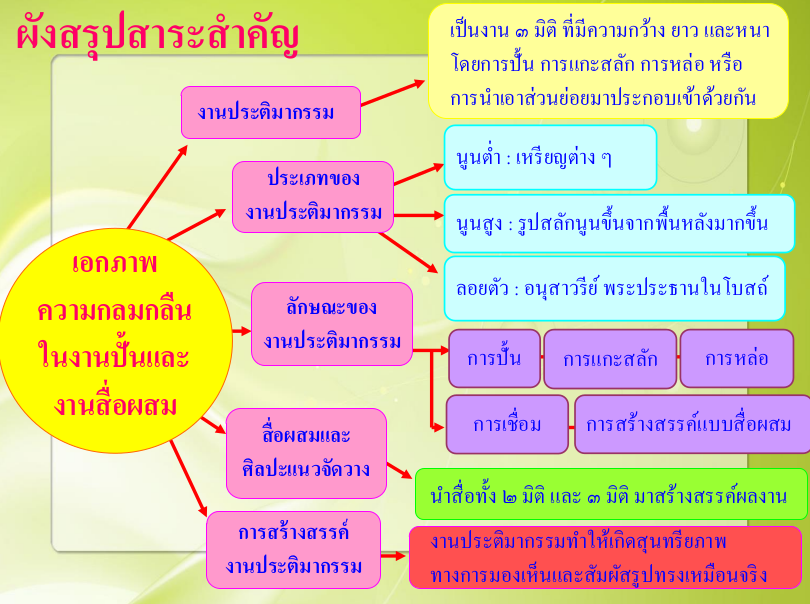 ผังสรุปสาระสำคัญ
เป็นงาน ๓ มิติ ที่มีความกว้าง ยาว และหนา
โดยการปั้น การแกะสลัก การหล่อ หรือ
การนำเอาส่วนย่อยมาประกอบเข้าด้วยกัน
งานประติมากรรม
ประเภทของ
งานประติมากรรม
นูนต่ำ : เหรียญต่าง ๆ
นูนสูง : รูปสลักนูนขึ้นจากพื้นหลังมากขึ้น
ลอยตัว : อนุสาวรีย์ พระประธานในโบสถ์
เอกภาพ
ความกลมกลืน
ในงานปั้นและ
งานสื่อผสม
ลักษณะของ
งานประติมากรรม
การปั้น
การแกะสลัก
การหล่อ
การเชื่อม
การสร้างสรรค์แบบสื่อผสม
สื่อผสมและ
ศิลปะแนวจัดวาง
นำสื่อทั้ง ๒ มิติ และ ๓ มิติ มาสร้างสรรค์ผลงาน
การสร้างสรรค์
งานประติมากรรม
งานประติมากรรมทำให้เกิดสุนทรียภาพ
ทางการมองเห็นและสัมผัสรูปทรงเหมือนจริง